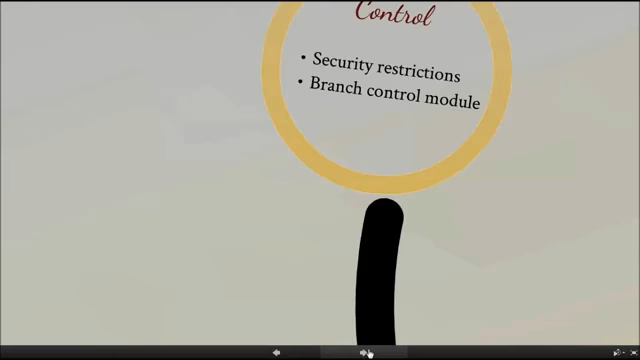 Control
• Security restrictions
• Branch control module